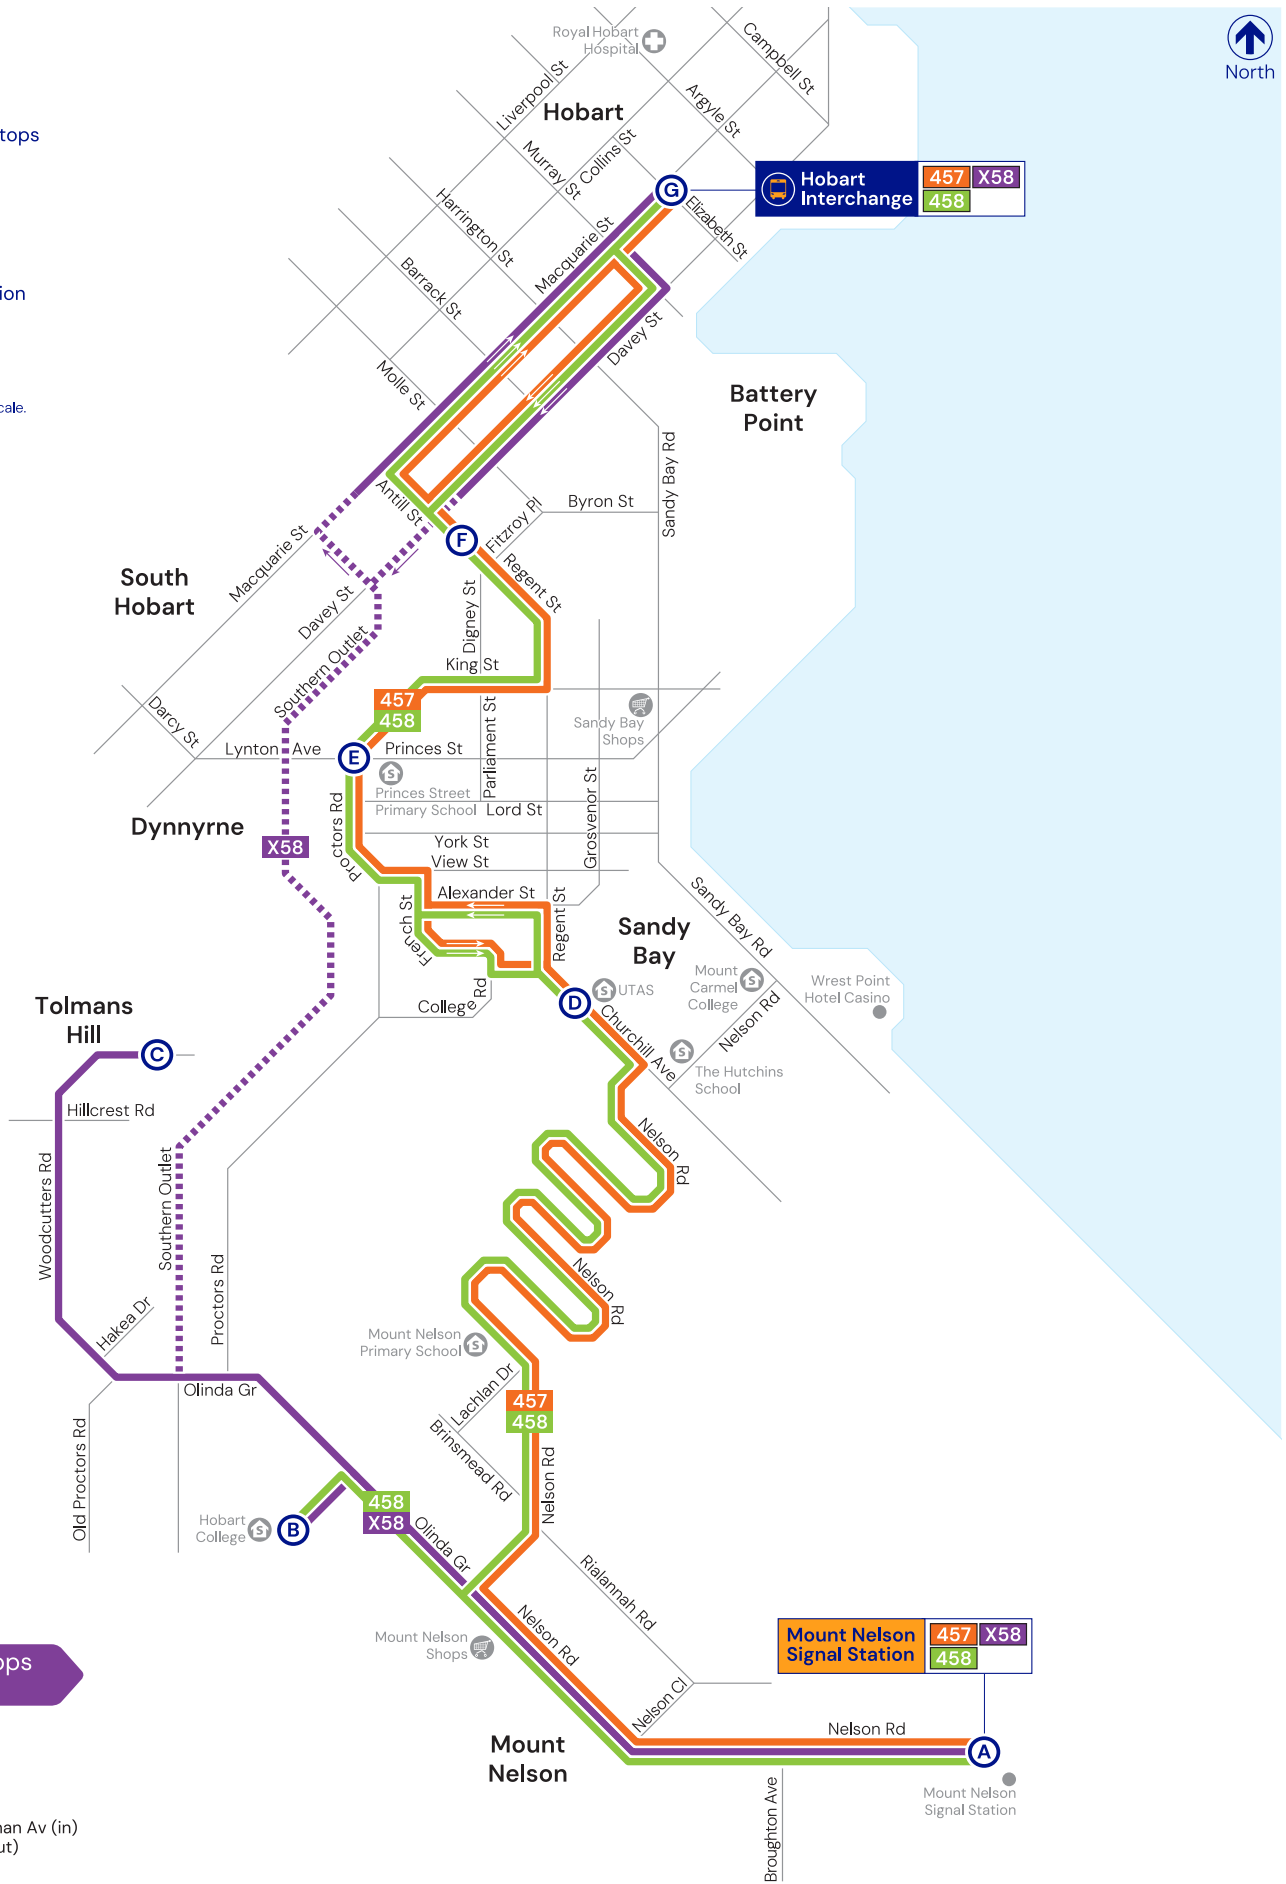 North
Royal Hobart
Hospital
Campbell St
Liverpool St
Hobart
Argyle St
tops
Murray St
Collins St
G
Hobart
Interchange
457
X58
458
Harrington St
Elizabeth St
Macquarie St
Barrack St
tion
Davey St
Molle St
Battery
Point
cale.
Sandy Bay Rd
Antill St
Byron St
Fitzroy Pl
F
Macquarie St
Regent St
South
Hobart
Davey St
Digney St
Southern Outlet
King St
457
458
Darcy St
Parliament St
Sandy Bay
Shops
Lynton Ave
E
Princes St
S
Princes Street
Primary School
Lord St
Grosvenor St
Proctors Rd
Dynnyrne
X58
York St
View St
Alexander St
French St
Regent St
Sandy Bay Rd
Sandy
Bay
College Rd
S
UTAS
D
Mount
Carmel
College
S
Wrest Point
Hotel Casino
Nelson Rd
Churchill Ave
Tolmans
Hill
C
S
The Hutchins
School
Hillcrest Rd
Nelson Rd
Woodcutters Rd
Southern Outlet
Proctors Rd
Nelson Rd
Hakea Dr
Mount Nelson
Primary School
S
Olinda Gr
Lachlan Dr
457
458
Brinsmead Rd
Nelson Rd
Old Proctors Rd
Hobart
College
S
B
458
X58
Olinda Gr
Rialannah Rd
Nelson Rd
Mount Nelson
Shops
Mount Nelson
Signal Station
457
X58
458
ops
Nelson Cl
Nelson Rd
A
Mount
Nelson
Mount Nelson
Signal Station
Broughton Ave
nan Av (in)
ut)